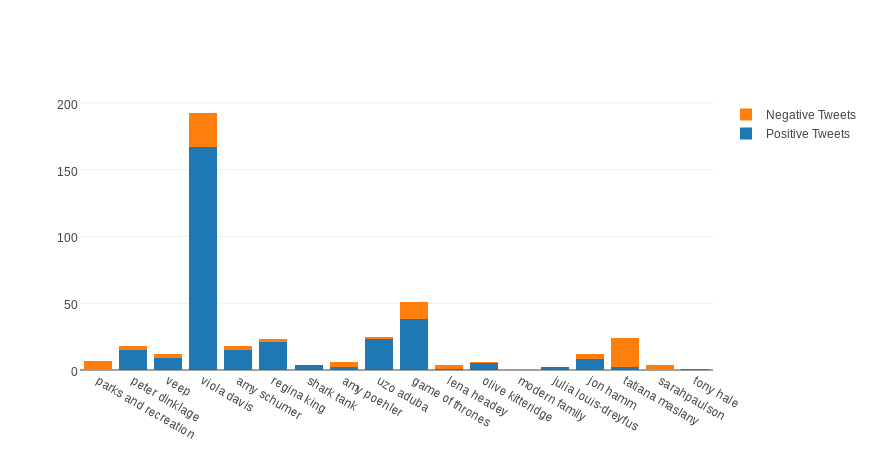 200
150
100
50
0
Negative Tweets
Positive Tweets
parks and recreation
peter dinklage
veep
viola davis
amy schumer
regina king
shark tank
amy poehler
uzo aduba
game of thrones
lena headey
olive kitteridge
modern family
julia louis-dreyfus
jon hamm
tatiana maslany
sarahpaulson
tony hale